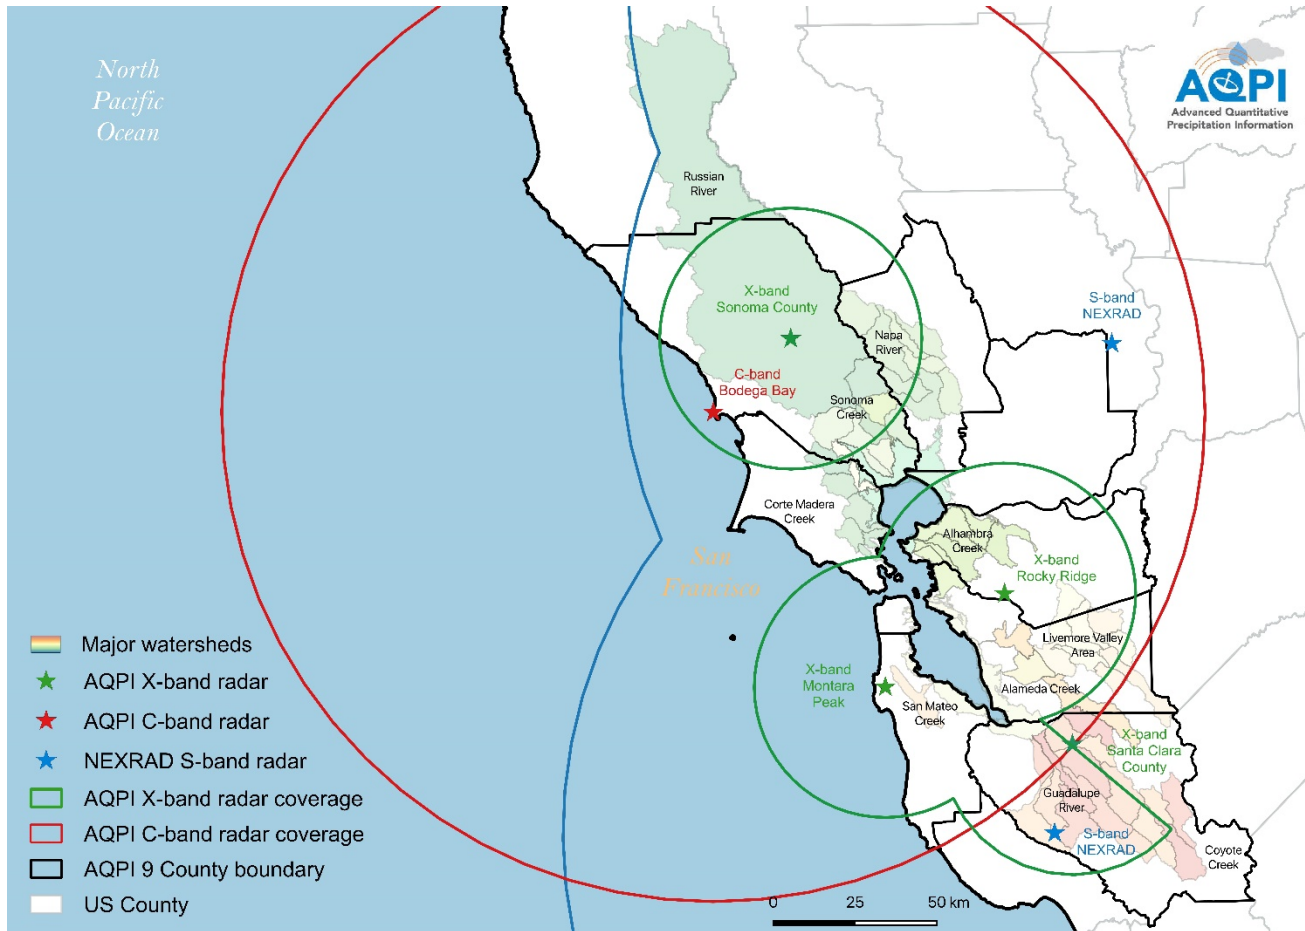 North
Pacific
Ocean
AQPI
Advanced Quantitative
Precipitation Information
Russian
River
X-band
Sonoma County
S-band
NEXRAD
Napa
River
C-band
Bodega Bay
Sonoma
Creek
Corte Madera
Creek
Alhambra
Creek
San
Francisco
X-band
Rocky Ridge
Livermore Valley
Area
X-band
Montara
Peak
Alameda Creek
San Mateo
Creek
X-band
Santa Clara
County
Guadalupe
River
S-band
NEXRAD
Coyote
Creek
Major watersheds
AQPI X-band radar
AQPI C-band radar
NEXRAD S-band radar
AQPI X-band radar coverage
AQPI C-band radar coverage
AQPI 9 County boundary
US County
0 25 50 km